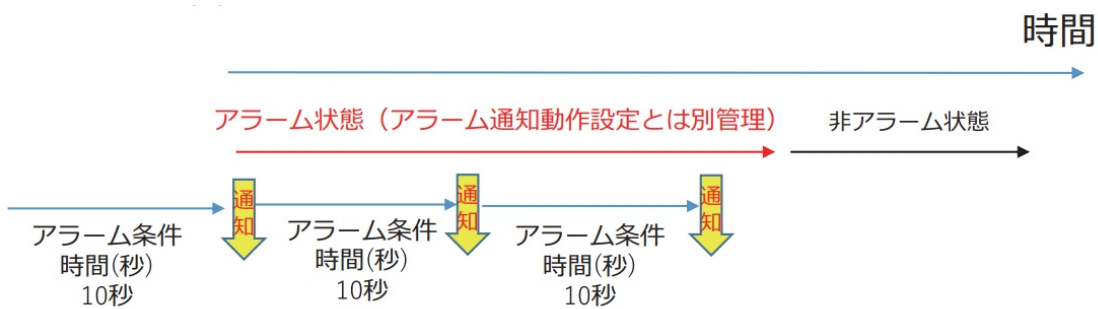 時間
アラーム状態（アラーム通知動作設定とは別管理）
非アラーム状態
通知
通知
通知
アラーム条件
時間(秒)
10秒
アラーム条件
時間(秒)
10秒
アラーム条件
時間(秒)
10秒